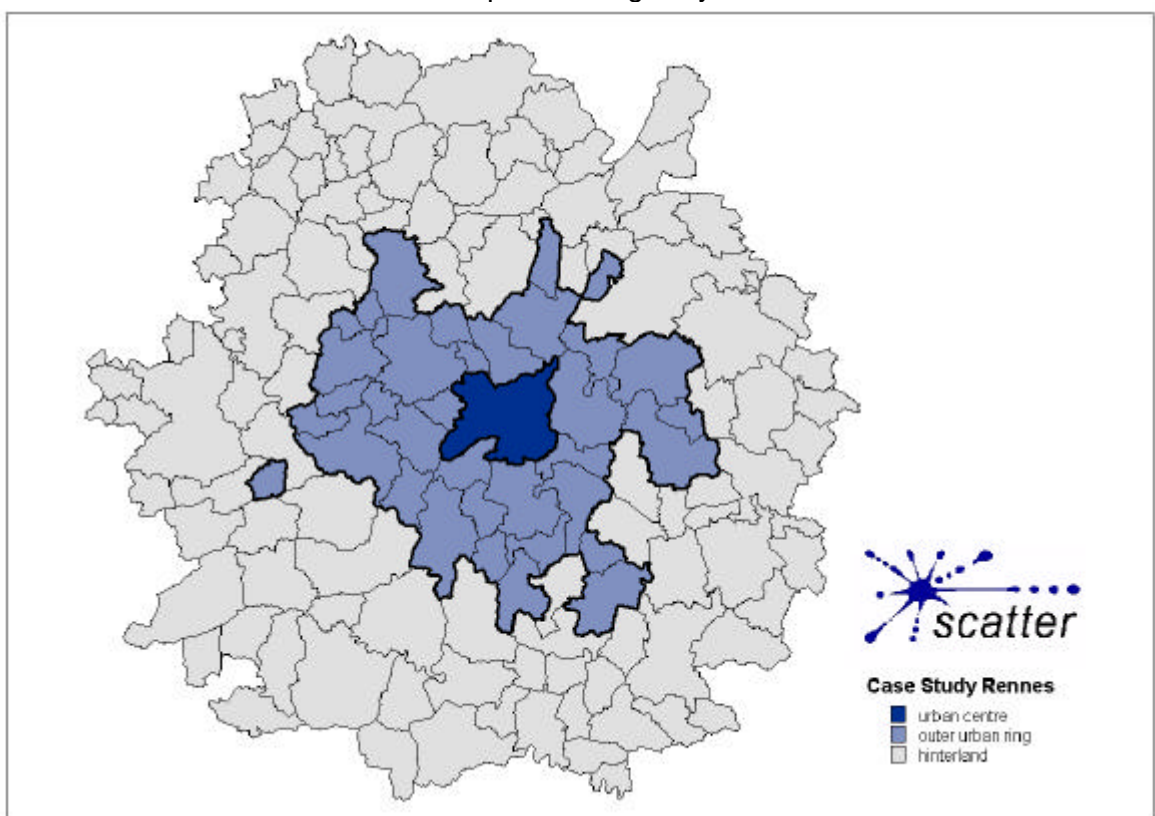 scatter
Case Study Rennes
urban centre
outer urban ring
hinterland